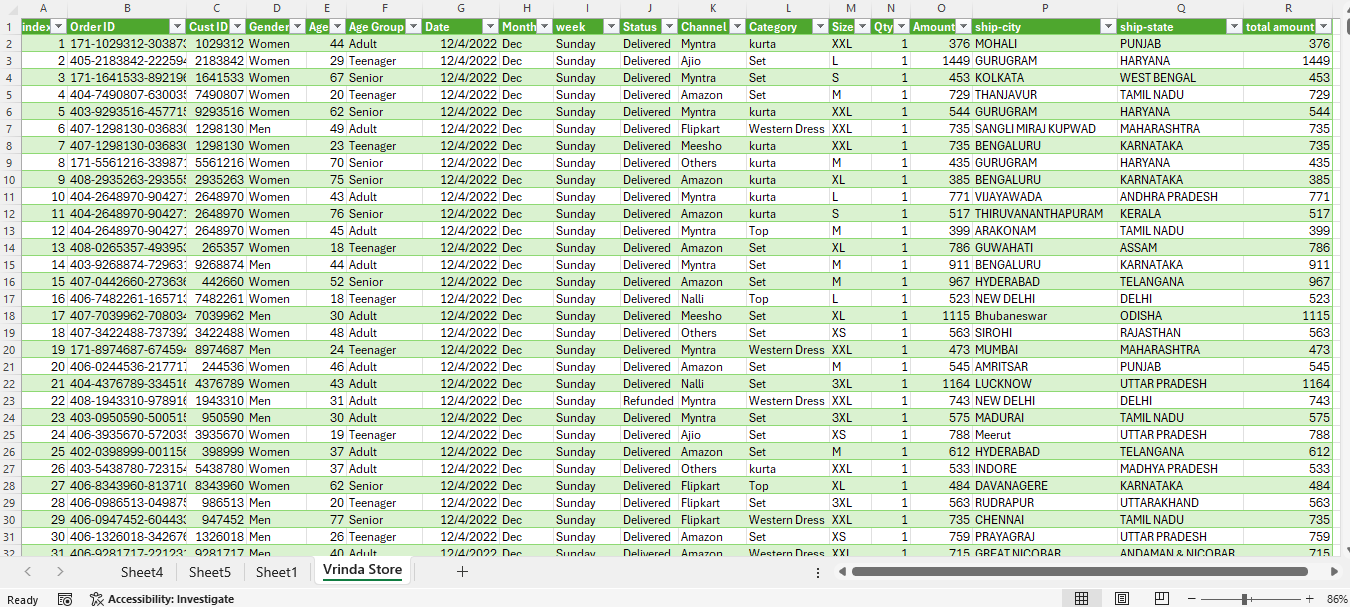 A B C D E F G H I J K L M N O P Q R
1 index Order ID Cust ID Gender Age Age Group Date Month week Status Channel Category Size Qty Amount ship-city ship-state total amount
2 1 171-1029312-303873 1029312 Women 44 Adult 12/4/2022 Dec Sunday Delivered Myntra kurta XXL 1 376 MOHALI PUNJAB 376
3 2 405-2183842-222594 2183842 Women 29 Teenager 12/4/2022 Dec Sunday Delivered Ajio Set L 1 1449 GURUGRAM HARYANA 1449
4 3 171-1641533-892196 1641533 Women 67 Senior 12/4/2022 Dec Sunday Delivered Myntra Set S 1 453 KOLKATA WEST BENGAL 453
5 4 404-7490807-630035 7490807 Women 20 Teenager 12/4/2022 Dec Sunday Delivered Amazon Set M 1 729 THANJAVUR TAMIL NADU 729
6 5 403-9293516-457715 9293516 Women 62 Senior 12/4/2022 Dec Sunday Delivered Myntra kurta XXL 1 544 GURUGRAM HARYANA 544
7 6 407-1298130-036830 1298130 Men 49 Adult 12/4/2022 Dec Sunday Delivered Flipkart Western Dress XXL 1 735 SANGLI MIRAJ KUPWAD MAHARASHTRA 735
8 7 407-1298130-036830 1298130 Women 23 Teenager 12/4/2022 Dec Sunday Delivered Meesho kurta XXL 1 735 BENGALURU KARNATAKA 735
9 8 171-5561216-339871 5561216 Women 70 Senior 12/4/2022 Dec Sunday Delivered Others kurta M 1 435 GURUGRAM HARYANA 435
10 9 408-2935263-293555 2935263 Women 75 Senior 12/4/2022 Dec Sunday Delivered Amazon kurta XL 1 385 BENGALURU KARNATAKA 385
11 10 404-2648970-904271 2648970 Women 43 Adult 12/4/2022 Dec Sunday Delivered Myntra kurta L 1 771 VIJAYAWADA ANDHRA PRADESH 771
12 11 404-2648970-904271 2648970 Women 76 Senior 12/4/2022 Dec Sunday Delivered Amazon kurta S 1 517 THIRUVANANTHAPURAM KERALA 517
13 12 404-2648970-904271 2648970 Women 45 Adult 12/4/2022 Dec Sunday Delivered Myntra Top M 1 399 ARAKONAM TAMIL NADU 399
14 13 408-0265357-493953 265357 Women 18 Teenager 12/4/2022 Dec Sunday Delivered Amazon Set XL 1 786 GUWAHATI ASSAM 786
15 14 403-9268874-729631 9268874 Men 44 Adult 12/4/2022 Dec Sunday Delivered Myntra Set M 1 911 BENGALURU KARNATAKA 911
16 15 407-0442660-273636 442660 Women 52 Senior 12/4/2022 Dec Sunday Delivered Amazon Set M 1 967 HYDERABAD TELANGANA 967
17 16 406-7482261-165713 7482261 Women 18 Teenager 12/4/2022 Dec Sunday Delivered Nalli Top L 1 523 NEW DELHI DELHI 523
18 17 407-7039962-708034 7039962 Men 30 Adult 12/4/2022 Dec Sunday Delivered Meesho Set XL 1 1115 Bhubaneswar ODISHA 1115
19 18 407-3422488-737392 3422488 Women 48 Adult 12/4/2022 Dec Sunday Delivered Others Set XS 1 563 SIROHI RAJASTHAN 563
20 19 171-8974687-674594 8974687 Men 24 Teenager 12/4/2022 Dec Sunday Delivered Myntra Western Dress XXL 1 473 MUMBAI MAHARASHTRA 473
21 20 406-0244536-217717 244536 Women 46 Adult 12/4/2022 Dec Sunday Delivered Amazon Set M 1 545 AMRITSAR PUNJAB 545
22 21 404-4376789-334516 4376789 Women 43 Adult 12/4/2022 Dec Sunday Delivered Nalli Set 3XL 1 1164 LUCKNOW UTTAR PRADESH 1164
23 22 408-1943310-978916 1943310 Men 31 Adult 12/4/2022 Dec Sunday Refunded Myntra Western Dress XXL 1 743 NEW DELHI DELHI 743
24 23 403-0950590-500515 950590 Men 30 Adult 12/4/2022 Dec Sunday Delivered Myntra Set 3XL 1 575 MADURAI TAMIL NADU 575
25 24 406-3935670-572035 3935670 Women 19 Teenager 12/4/2022 Dec Sunday Delivered Ajio Set XS 1 788 Meerut UTTAR PRADESH 788
26 25 402-0398999-001156 398999 Women 37 Adult 12/4/2022 Dec Sunday Delivered Amazon Set M 1 612 HYDERABAD TELANGANA 612
27 26 403-5438780-723154 5438780 Women 37 Adult 12/4/2022 Dec Sunday Delivered Others kurta XXL 1 533 INDORE MADHYA PRADESH 533
28 27 406-8343960-813710 8343960 Women 62 Senior 12/4/2022 Dec Sunday Delivered Flipkart Top XL 1 484 DAVANAGERE KARNATAKA 484
29 28 406-0986513-049875 986513 Men 20 Teenager 12/4/2022 Dec Sunday Delivered Flipkart Set 3XL 1 563 RUDRAPUR UTTARAKHAND 563
30 29 406-0947452-604433 947452 Men 77 Senior 12/4/2022 Dec Sunday Delivered Flipkart Western Dress XXL 1 735 CHENNAI TAMIL NADU 735
31 30 406-1326018-342676 1326018 Men 26 Teenager 12/4/2022 Dec Sunday Delivered Amazon Set XS 1 759 PRAYAGRAJ UTTAR PRADESH 759
32 31 406-9281717-221231 9281717 Men 40 Adult 12/4/2022 Dec Sunday Delivered Amazon Western Dress XXL 1 715 GREAT NICOBAR ANDAMAN & NICOBAR 715
Sheet4 Sheet5 Sheet1 Vrinda Store
Ready Accessibility: Investigate 86%